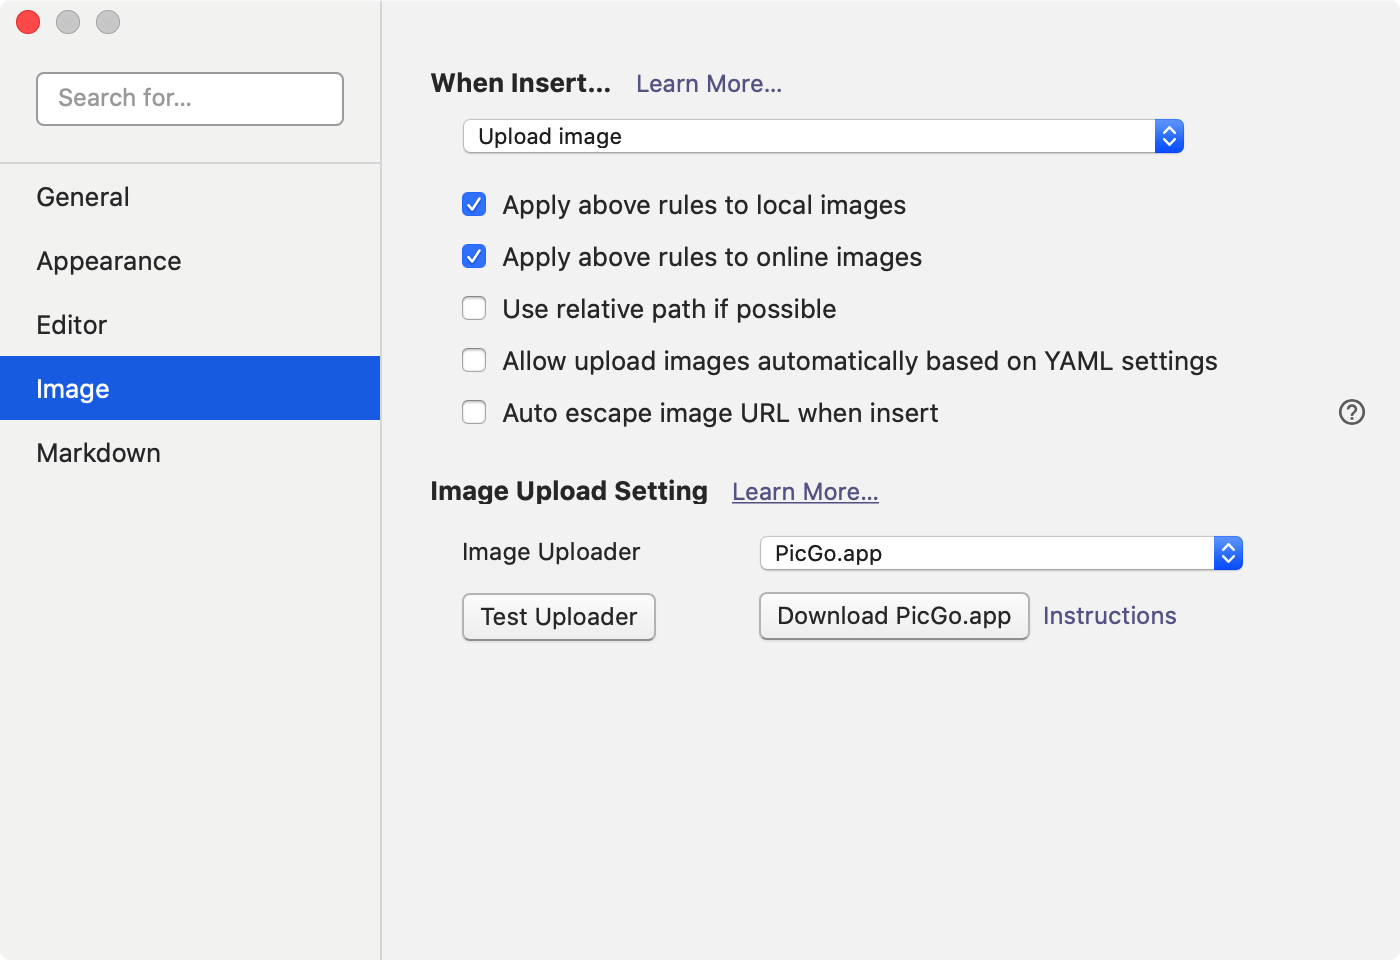 Search for...
General
Appearance
Editor
Image
Markdown
When Insert... Learn More...
Upload image
Apply above rules to local images
Apply above rules to online images
Use relative path if possible
Allow upload images automatically based on YAML settings
Auto escape image URL when insert
?
Image Upload Setting Learn More...
Image Uploader PicGo.app
Test Uploader Download PicGo.app Instructions